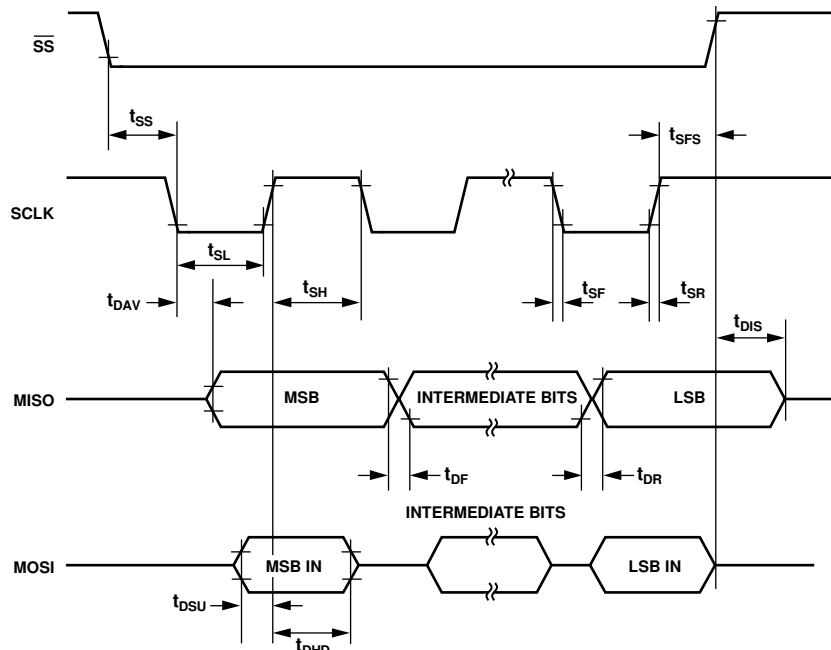 SS
tSS
tSFS
SCLK
tSL
tSH
tSF
tSR
tDAV
tDIS
MISO
MSB
INTERMEDIATE BITS
LSB
tDF
tDR
INTERMEDIATE BITS
MOSI
MSB IN
LSB IN
tDSU
tDHD